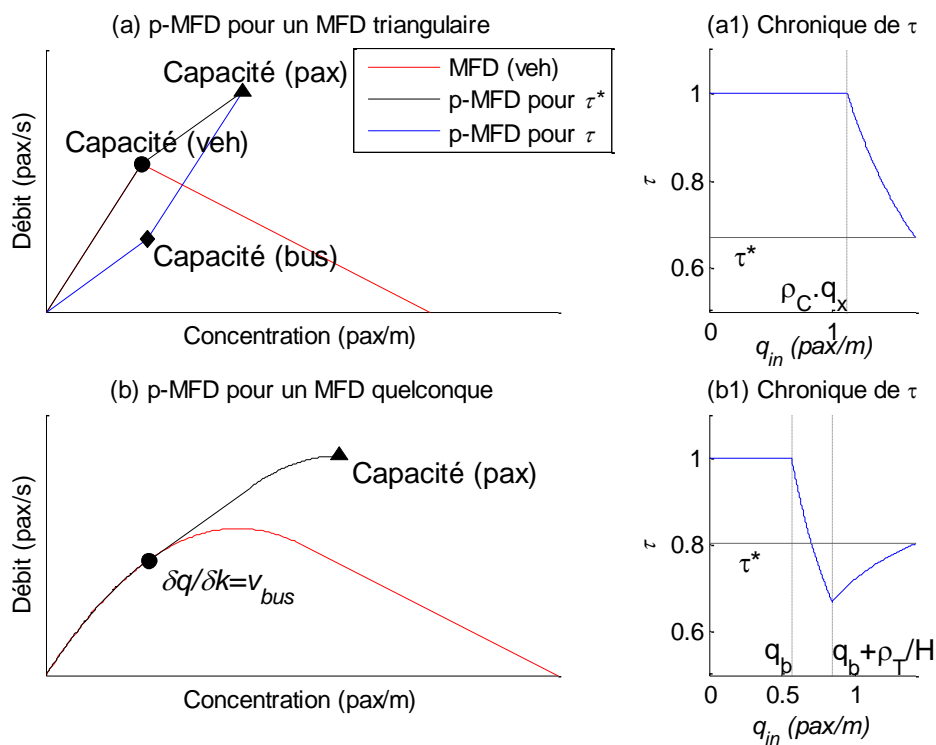 (a) p-MFD pour un MFD triangulaire
Débit (pax/s)
Capacité (pax)
Capacité (veh)
Capacité (bus)
MFD (veh)
p-MFD pour τ*
p-MFD pour τ
Concentration (pax/m)
(a1) Chronique de τ
τ
1
0.8
0.6
τ*
ρC.qx
0
1
qin (pax/m)
(b) p-MFD pour un MFD quelconque
Débit (pax/s)
Capacité (pax)
δq/δk=vbus
Concentration (pax/m)
(b1) Chronique de τ
τ
1
0.8
0.6
τ*
qb
qb+ρT/H
0
0.5
1
qin (pax/m)